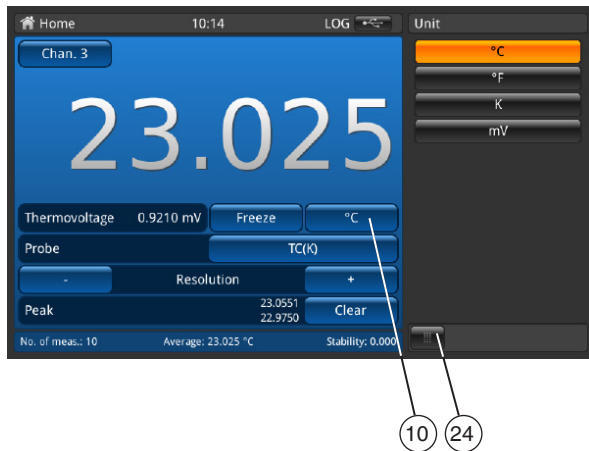 Home 10:14 LOG
Unit
Chan. 3
°C
°F
K
mV
23.025
Thermovoltage 0.9210 mV Freeze °C
Probe TC(K)
- Resolution +
Peak 23.0551 22.9750 Clear
No. of meas.: 10 Average: 23.025 °C Stability: 0.000
10 24